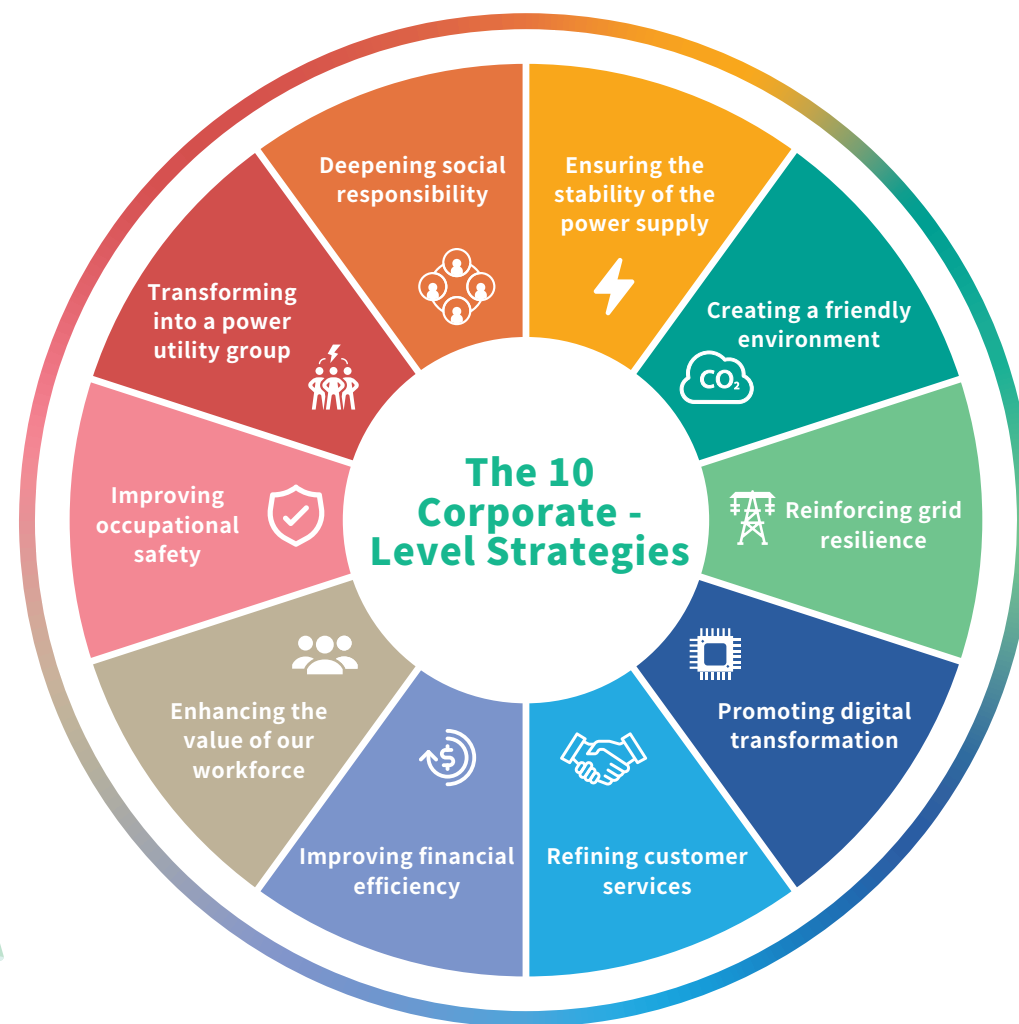 The 10
Corporate -
Level Strategies
Ensuring the
stability of the
power supply
Creating a friendly
environment
CO₂
Reinforcing grid
resilience
Promoting digital
transformation
Refining customer
services
Improving financial
efficiency
$
Enhancing the
value of our
workforce
Improving
occupational
safety
Transforming
into a power
utility group
Deepening social
responsibility